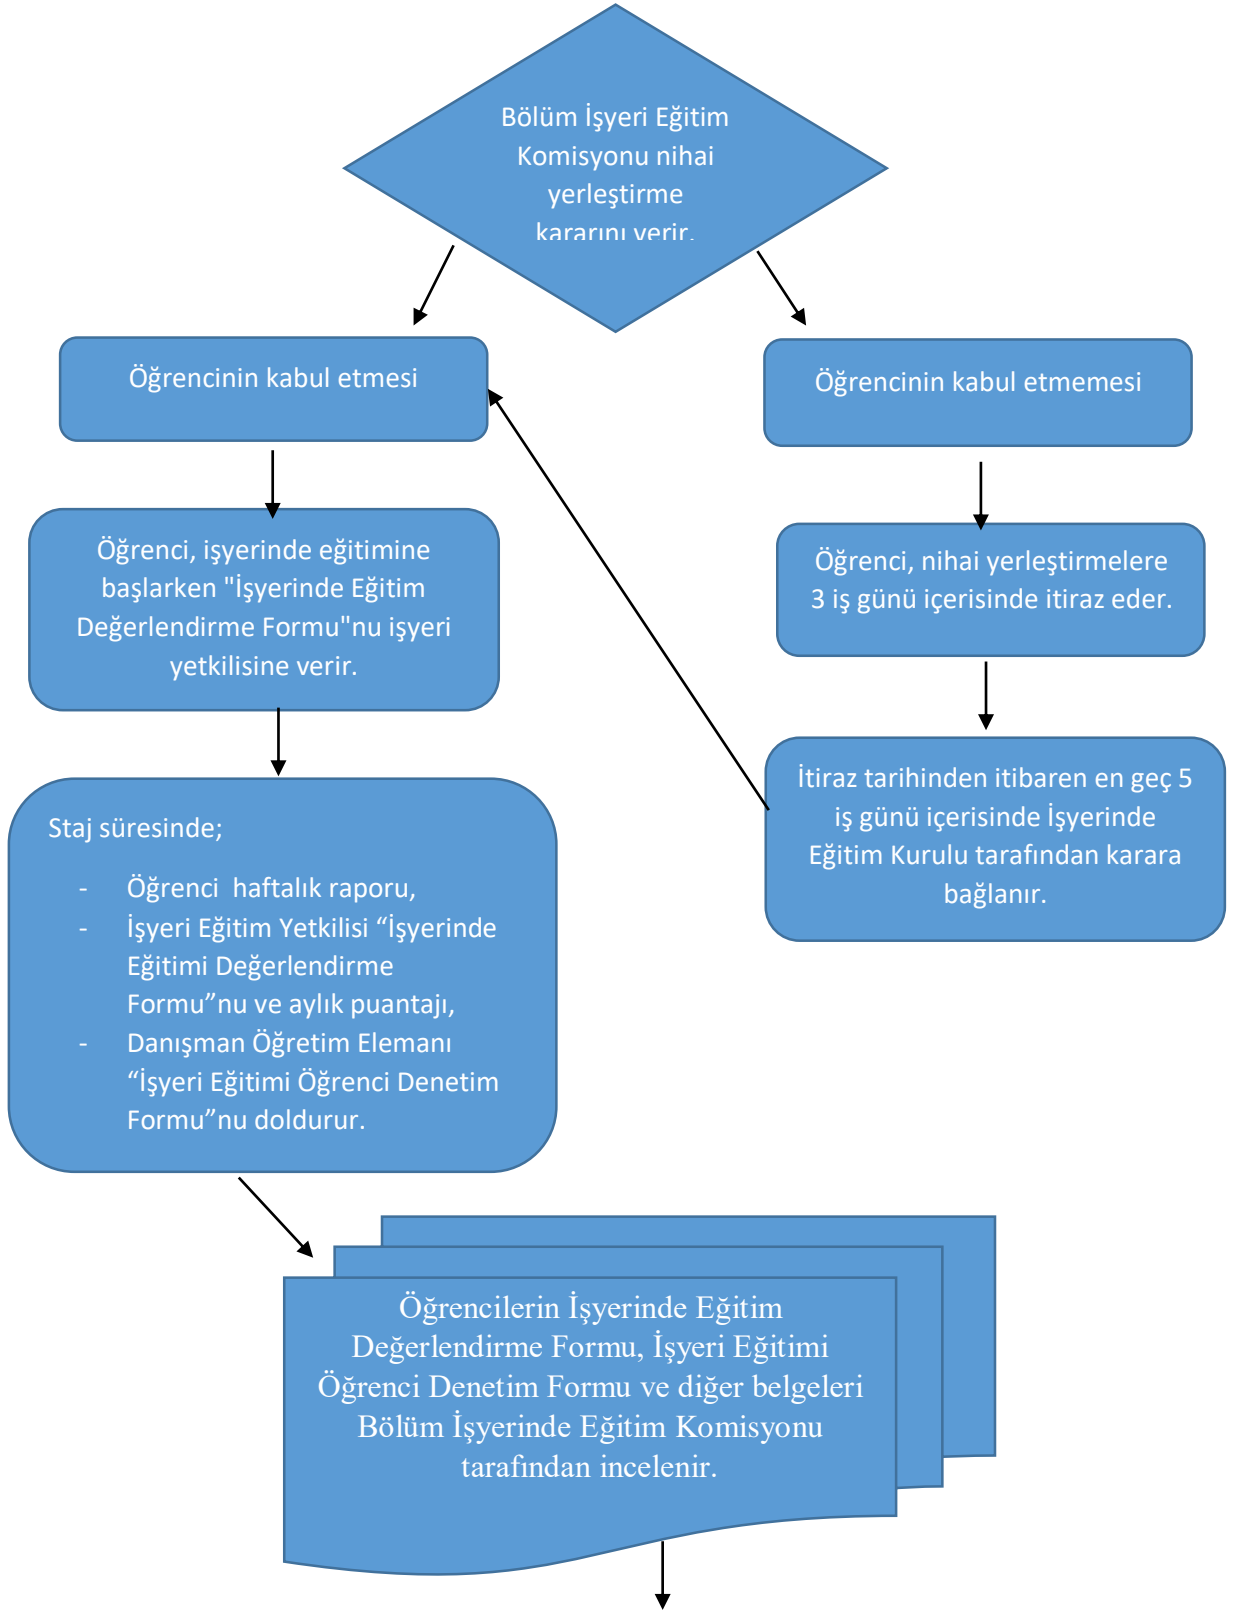 Bölüm İşyeri Eğitim
Komisyonu nihai
yerleştirme
kararını verir.
Öğrencinin kabul etmesi
Öğrencinin kabul etmemesi
Öğrenci, işyerinde eğitimine
başlarken "İşyerinde Eğitim
Değerlendirme Formu"nu işyeri
yetkilisine verir.
Öğrenci, nihai yerleştirmelere
3 iş günü içerisinde itiraz eder.
İtiraz tarihinden itibaren en geç 5
iş günü içerisinde İşyerinde
Eğitim Kurulu tarafından karara
bağlanır.
Staj süresinde;
- Öğrenci  haftalık raporu,
- İşyeri Eğitim Yetkilisi “İşyerinde
Eğitimi Değerlendirme
Formu”nu ve aylık puantajı,
- Danışman Öğretim Elemanı
“İşyeri Eğitimi Öğrenci Denetim
Formu”nu doldurur.
Öğrencilerin İşyerinde Eğitim
Değerlendirme Formu, İşyeri Eğitimi
Öğrenci Denetim Formu ve diğer belgeleri
Bölüm İşyerinde Eğitim Komisyonu
tarafından incelenir.